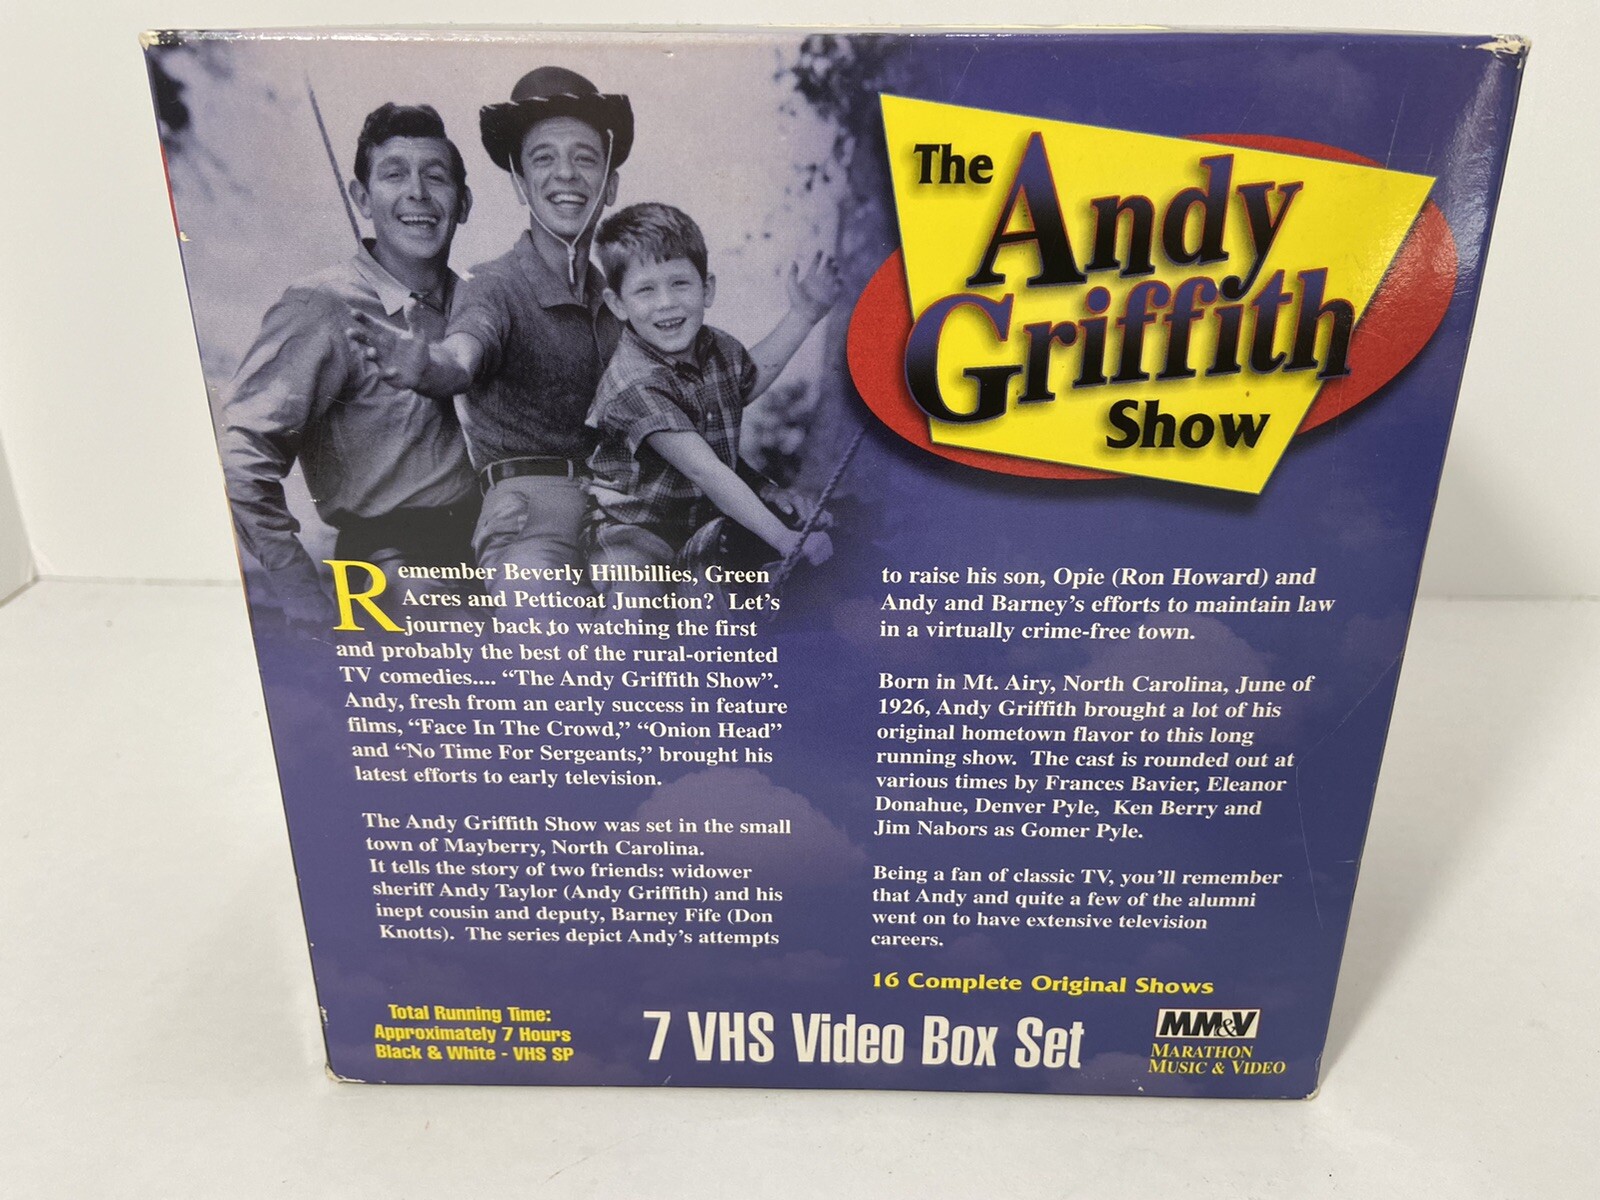 The
Andy
Griffith
Show
Remember Beverly Hillbillies, Green
Acres and Petticoat Junction? Let's
journey back to watching the first
and probably the best of the rural-oriented
TV comedies.... “The Andy Griffith Show”.
Andy, fresh from an early success in feature
films, “Face In The Crowd,” “Onion Head”
and “No Time For Sergeants,” brought his
latest efforts to early television.
The Andy Griffith Show was set in the small
town of Mayberry, North Carolina.
It tells the story of two friends: widower
sheriff Andy Taylor (Andy Griffith) and his
inept cousin and deputy, Barney Fife (Don
Knotts). The series depict Andy's attempts
to raise his son, Opie (Ron Howard) and
Andy and Barney's efforts to maintain law
in a virtually crime-free town.
Born in Mt. Airy, North Carolina, June of
1926, Andy Griffith brought a lot of his
original hometown flavor to this long
running show. The cast is rounded out at
various times by Frances Bavier, Eleanor
Donahue, Denver Pyle, Ken Berry and
Jim Nabors as Gomer Pyle.
Being a fan of classic TV, you'll remember
that Andy and quite a few of the alumni
went on to have extensive television
careers.
16 Complete Original Shows
Total Running Time:
Approximately 7 Hours
Black & White - VHS SP
7 VHS Video Box Set
MM&V
MARATHON
MUSIC & VIDEO